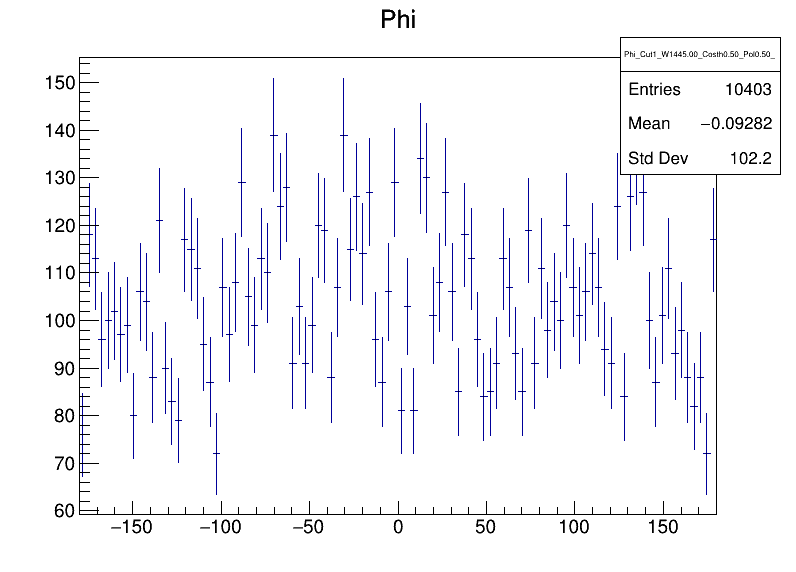 Phi
Phi_Cut1_W1445.00_Costh0.50_Pol0.50_
Entries 10403
Mean −0.09282
Std Dev 102.2
150
140
130
120
110
100
90
80
70
60
−150 −100 −50 0 50 100 150